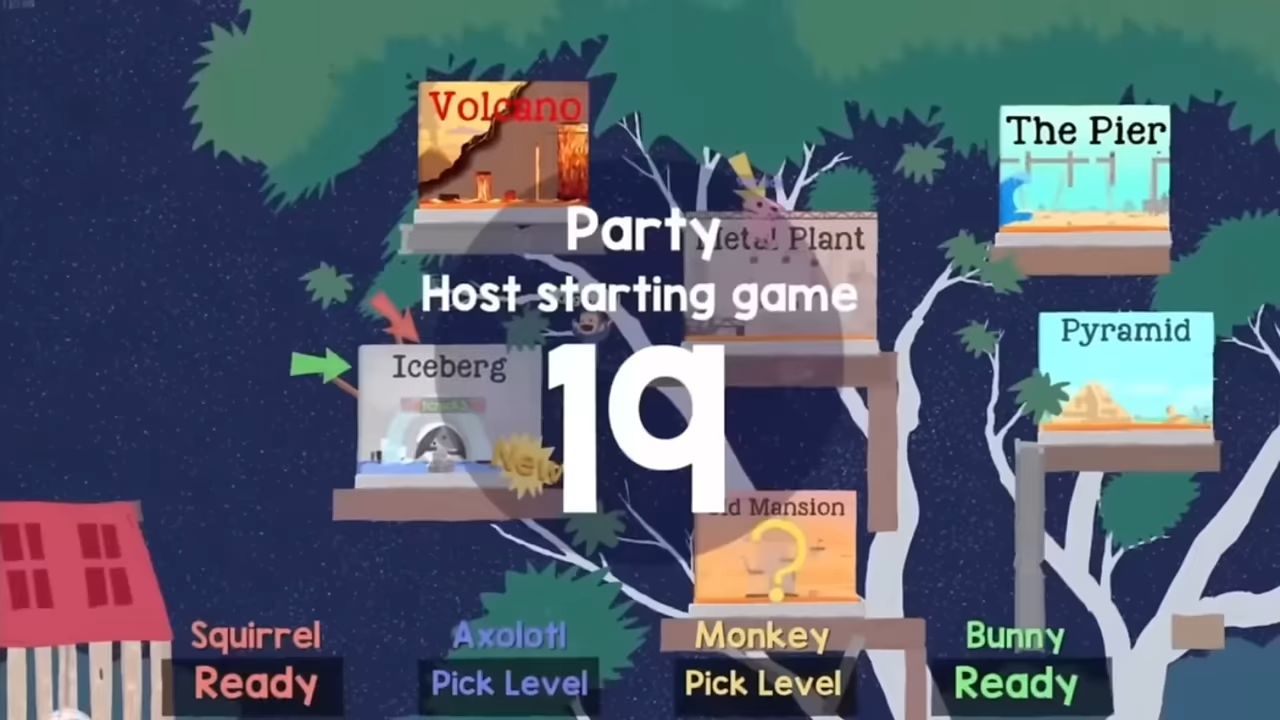 Volcano
The Pier
Party
Metal Plant
Host starting game
Pyramid
Iceberg
19
New
Old Mansion
?
Squirrel
Axolotl
Monkey
Bunny
Ready
Pick Level
Pick Level
Ready